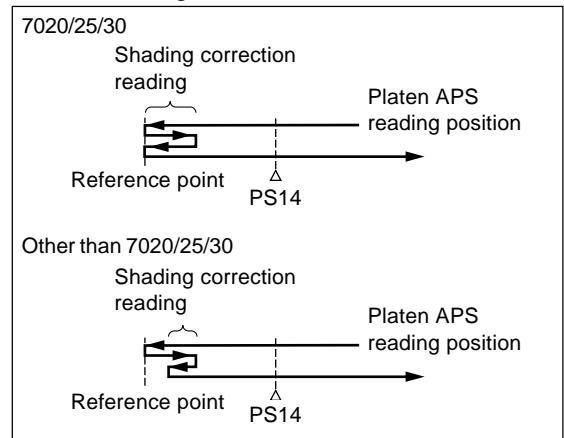 7020/25/30
Shading correction
reading
Platen APS
reading position
Reference point
PS14
Other than 7020/25/30
Shading correction
reading
Platen APS
reading position
Reference point
PS14